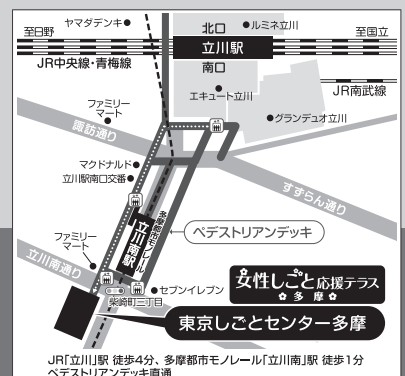 ヤマダデンキ
北口
ルミネ立川
至日野
立川駅
至国立
JR中央線・青梅線
南口
JR南武線
エキュート立川
ファミリーマート
グランデュオ立川
諏訪通り
マクドナルド
立川駅南口交番
すずらん通り
多摩都市モノレール
立川南駅
ペデストリアンデッキ
ファミリーマート
立川南通り
セブンイレブン
柴崎町三丁目
女性しごと応援テラス
多摩
東京しごとセンター多摩
JR「立川」駅 徒歩4分、多摩都市モノレール「立川南」駅 徒歩1分
ペデストリアンデッキ直通